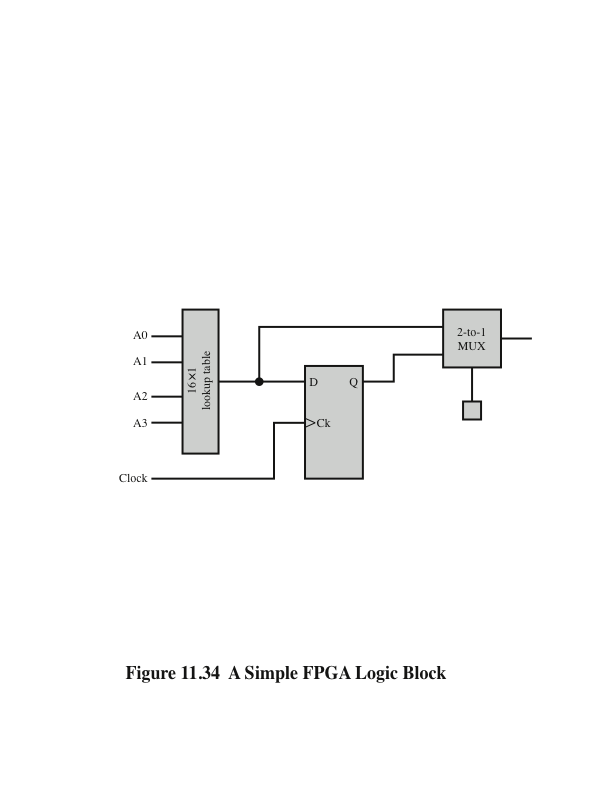 A0
A1
A2
A3
16×1
lookup table
Clock
D
Q
Ck
2-to-1
MUX
Figure 11.34 A Simple FPGA Logic Block